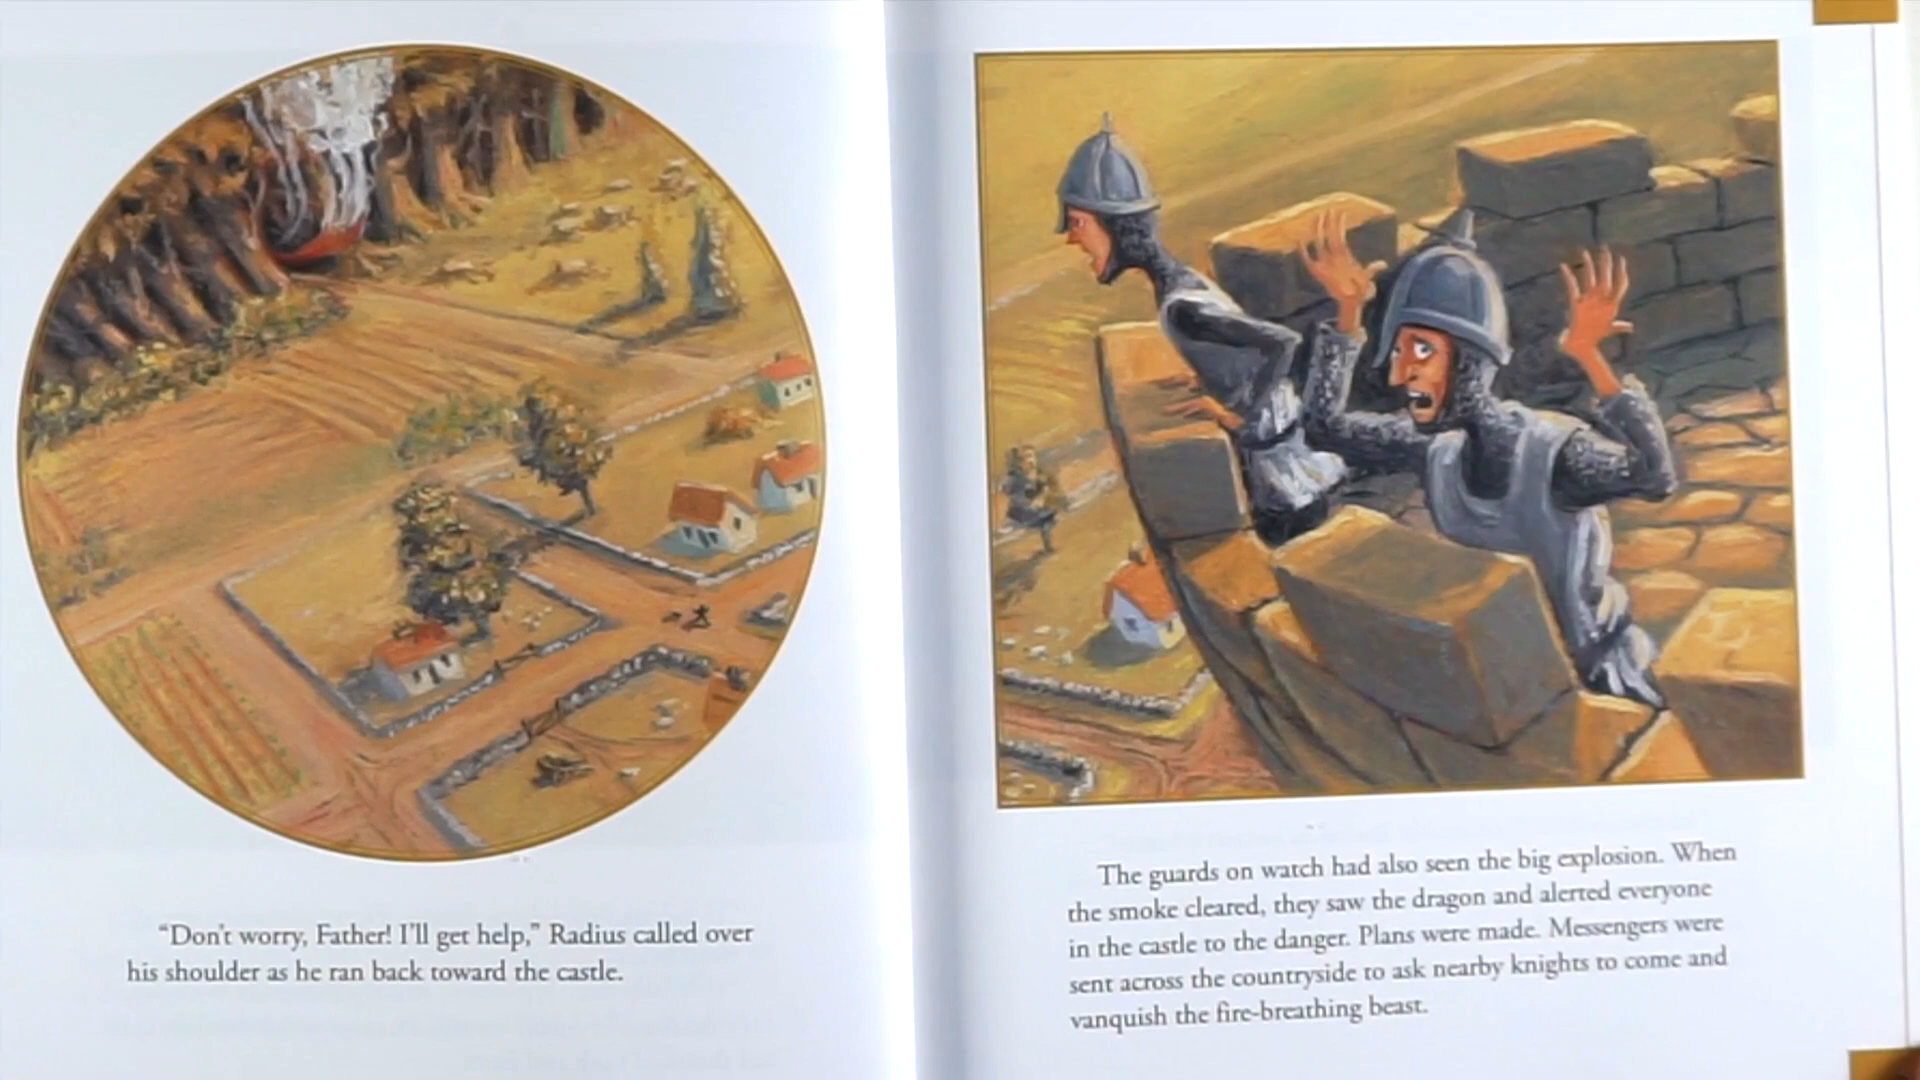 “Don’t worry, Father! I’ll get help,” Radius called over
his shoulder as he ran back toward the castle.
The guards on watch had also seen the big explosion. When
the smoke cleared, they saw the dragon and alerted everyone
in the castle to the danger. Plans were made. Messengers were
sent across the countryside to ask nearby knights to come and
vanquish the fire-breathing beast.